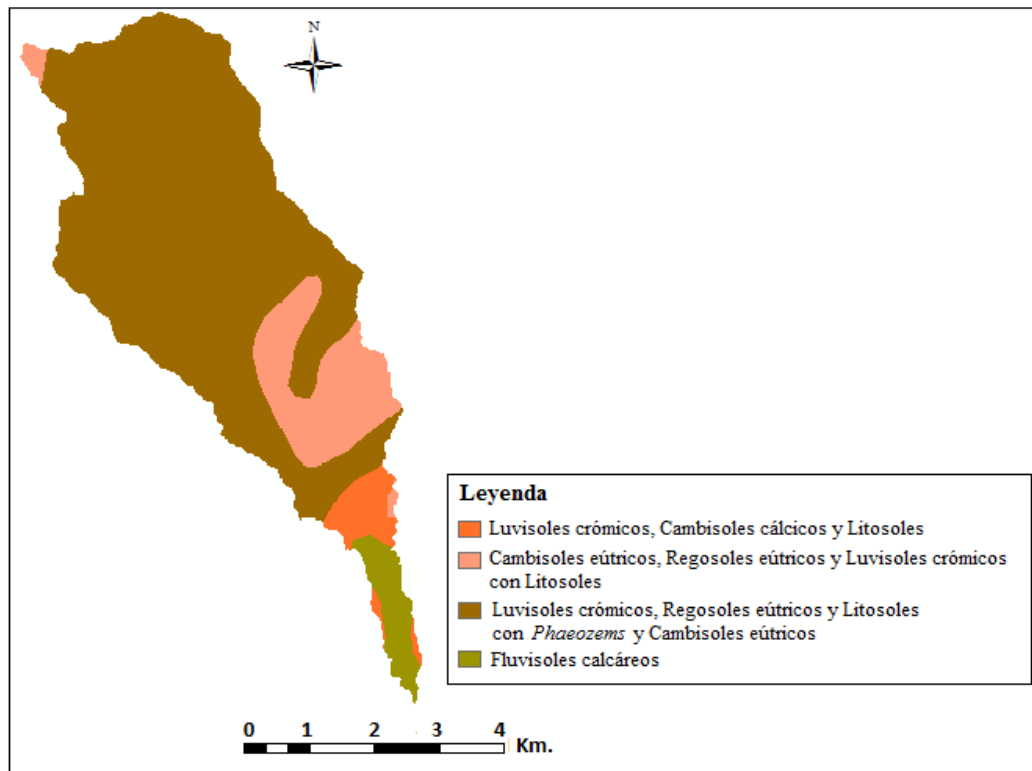 N
Leyenda
Luvisoles crómicos, Cambisoles cálcicos y Litosoles
Cambisoles eútricos, Regosoles eútricos y Luvisoles crómicos
con Litosoles
Luvisoles crómicos, Regosoles eútricos y Litosoles
con Phaeozems y Cambisoles eútricos
Fluvisoles calcáreos
0 1 2 3 4
Km.